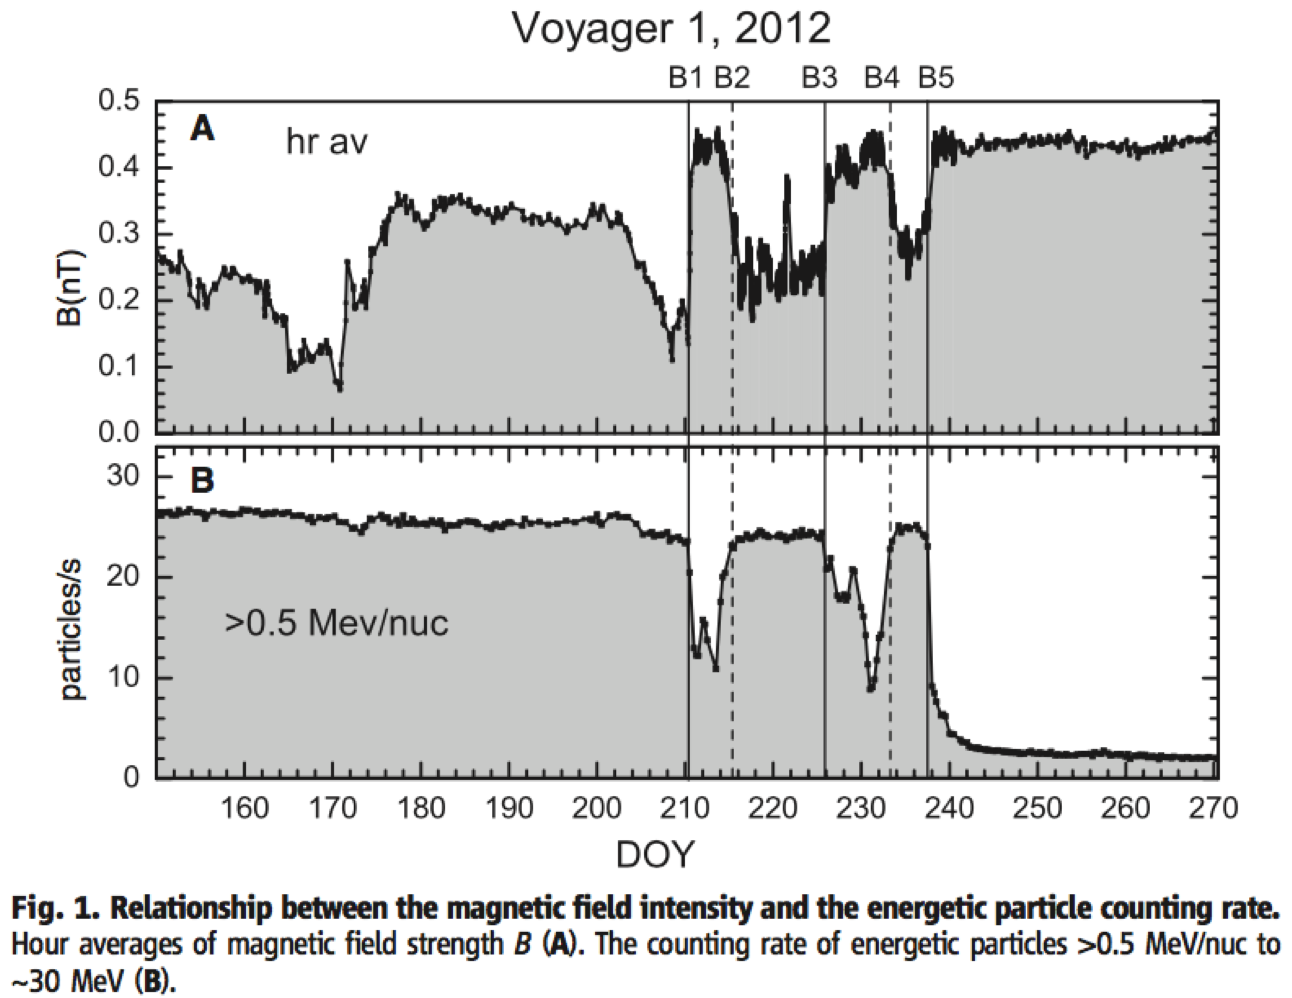 Voyager 1, 2012
B1 B2 B3 B4 B5
A
hr av
0.5
0.4
0.3
0.2
0.1
0.0
B(nT)
B
>0.5 Mev/nuc
30
20
10
0
particles/s
160 170 180 190 200 210 220 230 240 250 260 270
DOY
Fig. 1. Relationship between the magnetic field intensity and the energetic particle counting rate.
Hour averages of magnetic field strength B (A). The counting rate of energetic particles >0.5 MeV/nuc to
~30 MeV (B).